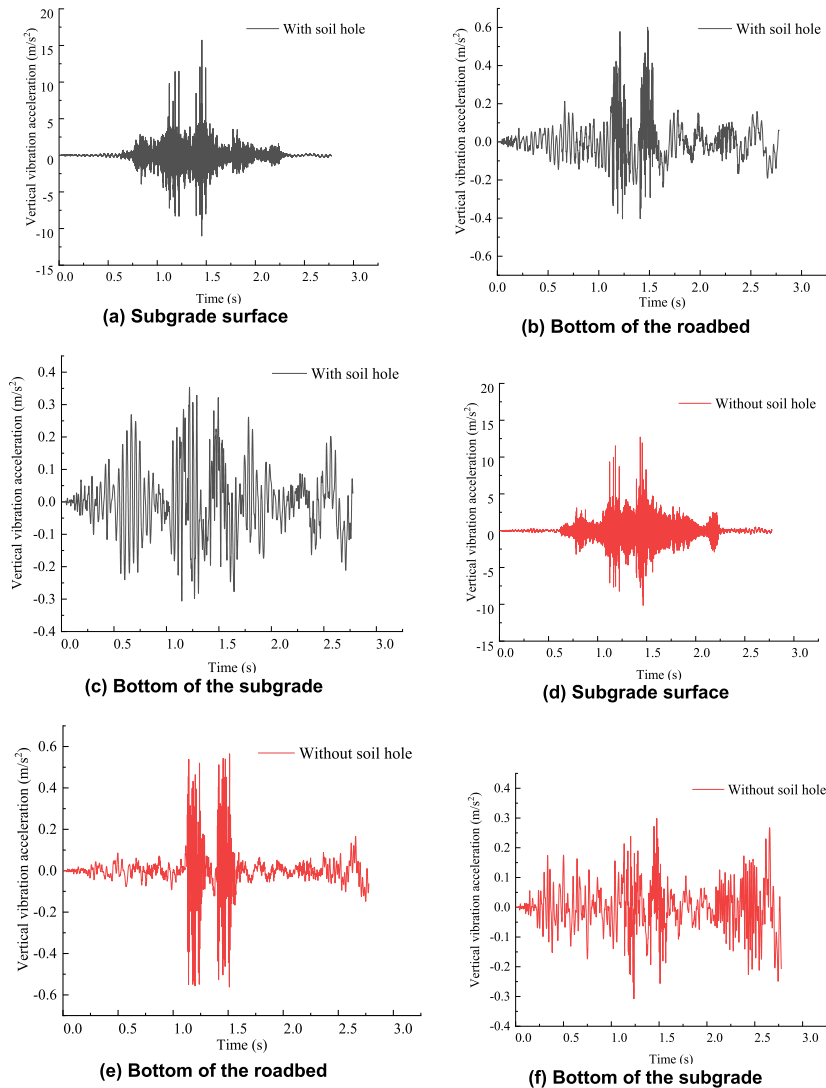 Vertical vibration acceleration (m/s²)
20
15
10
5
0
-5
-10
-15
With soil hole
0.0 0.5 1.0 1.5 2.0 2.5 3.0
Time (s)
(a) Subgrade surface
Vertical vibration acceleration (m/s²)
0.6
0.4
0.2
0.0
-0.2
-0.4
-0.6
With soil hole
0.0 0.5 1.0 1.5 2.0 2.5 3.0
Time (s)
(b) Bottom of the roadbed
Vertical vibration acceleration (m/s²)
0.4
0.3
0.2
0.1
0.0
-0.1
-0.2
-0.3
-0.4
With soil hole
0.0 0.5 1.0 1.5 2.0 2.5 3.0
Time (s)
(c) Bottom of the subgrade
Vertical vibration acceleration (m/s²)
20
15
10
5
0
-5
-10
-15
Without soil hole
0.0 0.5 1.0 1.5 2.0 2.5 3.0
Time (s)
(d) Subgrade surface
Vertical vibration acceleration (m/s²)
0.6
0.4
0.2
0.0
-0.2
-0.4
-0.6
Without soil hole
0.0 0.5 1.0 1.5 2.0 2.5 3.0
Time (s)
(e) Bottom of the roadbed
Vertical vibration acceleration (m/s²)
0.4
0.3
0.2
0.1
0.0
-0.1
-0.2
-0.3
-0.4
Without soil hole
0.0 0.5 1.0 1.5 2.0 2.5 3.0
Time (s)
(f) Bottom of the subgrade